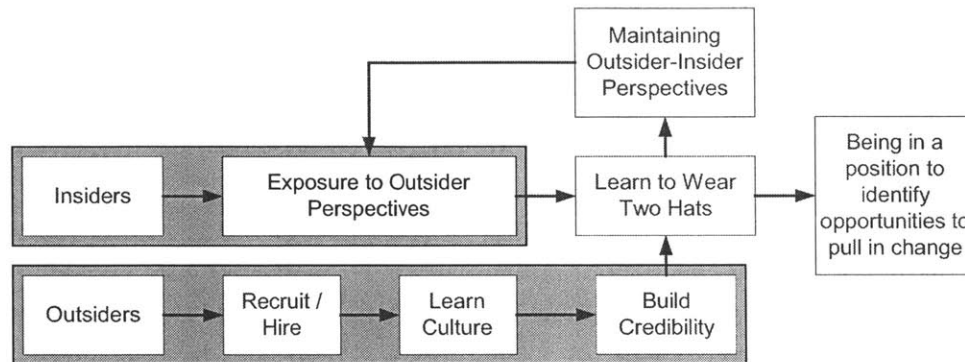 Maintaining
Outsider-Insider
Perspectives
Insiders
Exposure to Outsider
Perspectives
Learn to Wear
Two Hats
Being in a
position to
identify
opportunities to
pull in change
Outsiders
Recruit /
Hire
Learn
Culture
Build
Credibility